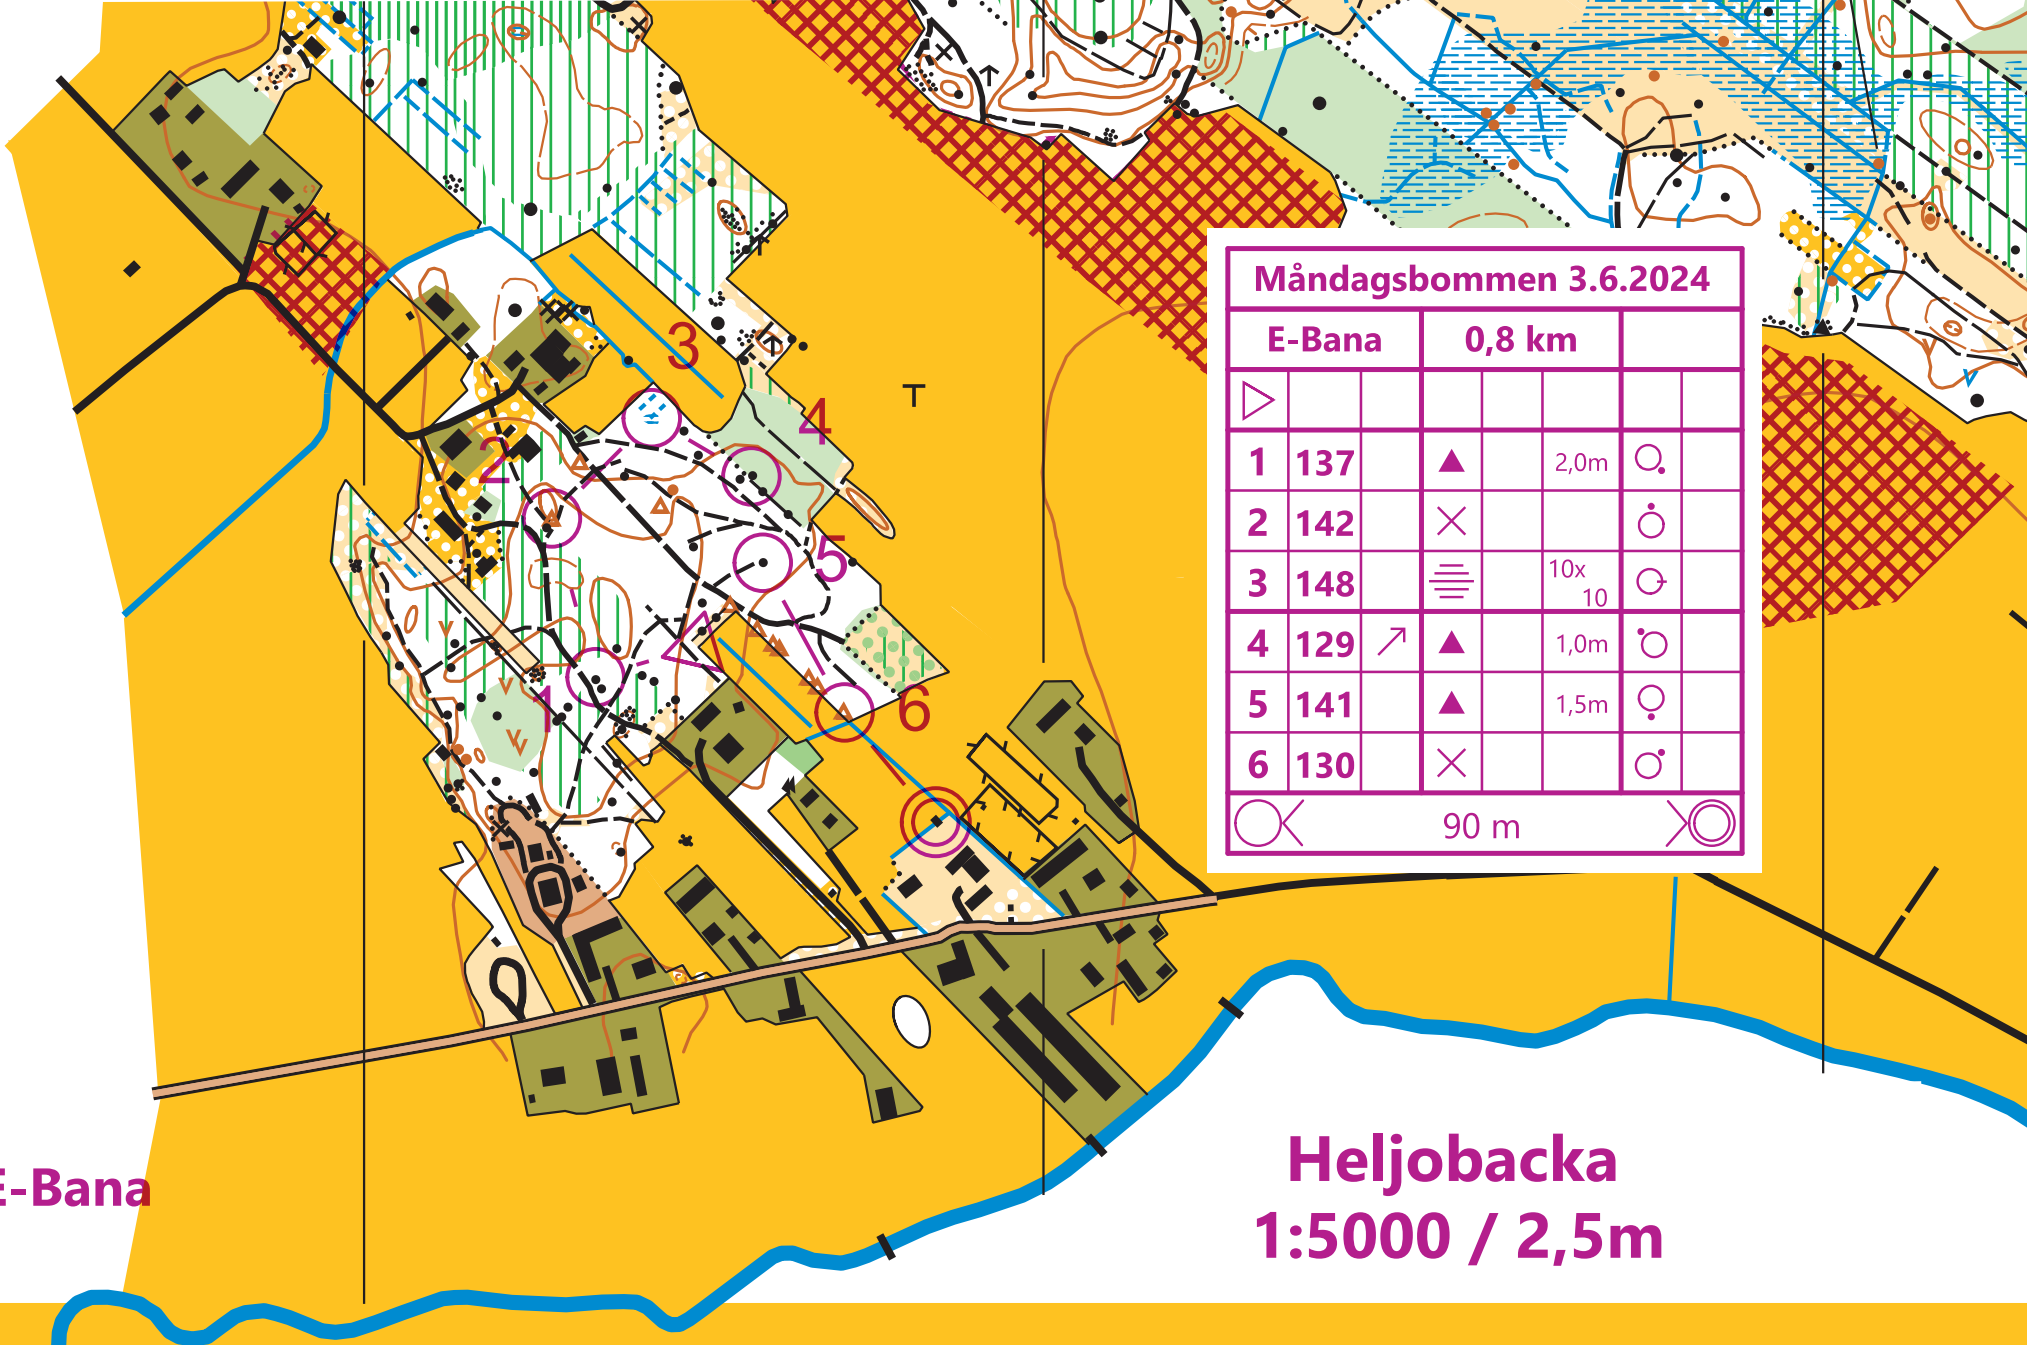 Måndagsbommen 3.6.2024
E-Bana 0,8 km
1 137 2,0m
2 142
3 148 10x
10
4 129 1,0m
5 141 1,5m
6 130
90 m
3
4
2
5
1
6
E-Bana
Heljobacka
1:5000 / 2,5m